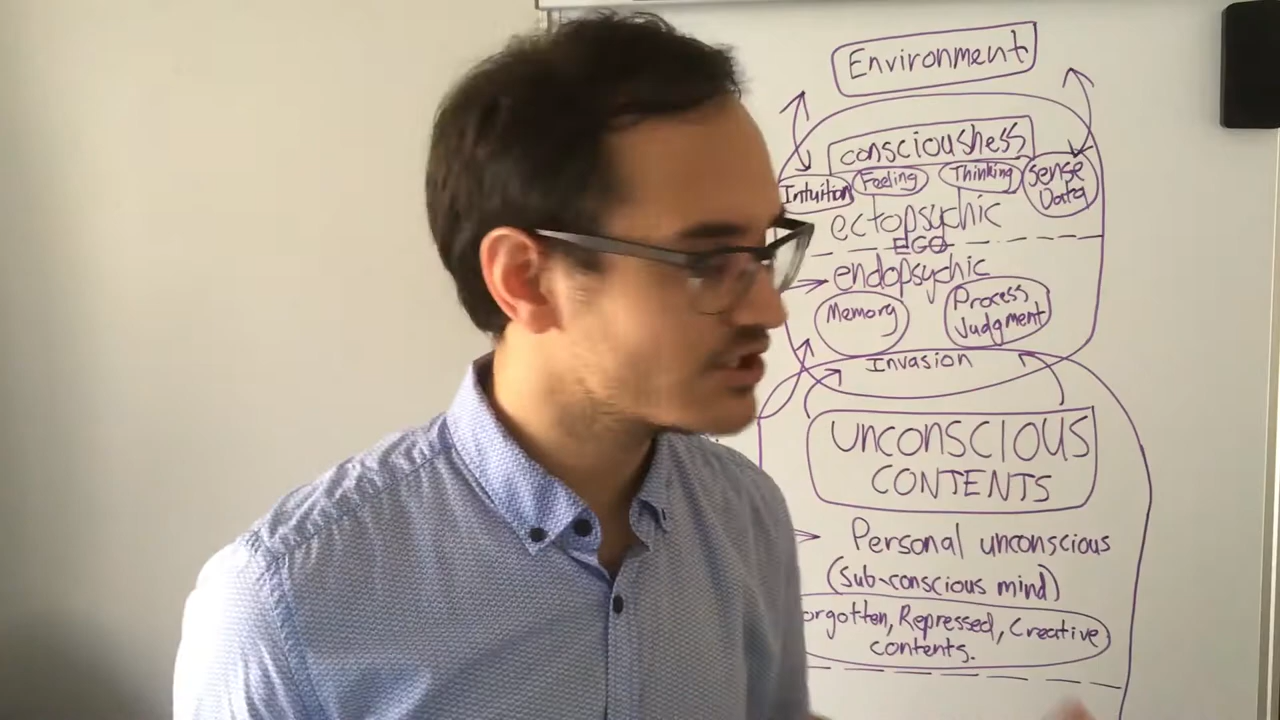 Environment
consciousness
Intuition Feeling Thinking Sense Data
ectopsychic
EGO
endopsychic
Memory Process Judgment
Invasion
UNCONSCIOUS
CONTENTS
Personal unconscious
(sub-conscious mind)
orgotten, Repressed, Creative
contents.